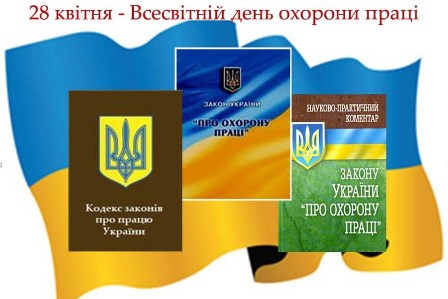 28 квітня - Всесвітній день охорони праці
ЗАКОН УКРАЇНИ
"ПРО ОХОРОНУ
ПРАЦІ"
НАУКОВО-ПРАКТИЧНИЙ
КОМЕНТАР
ЗАКОНУ
УКРАЇНИ
"ПРО ОХОРОНУ
ПРАЦІ"
Кодекс законів
про працю
України